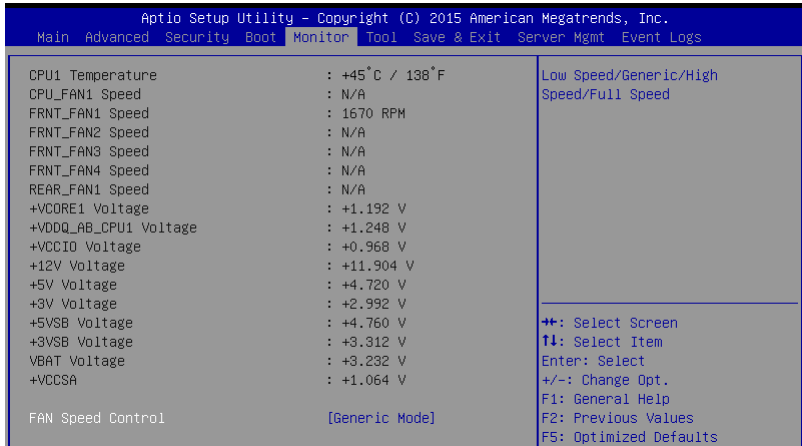 Aptio Setup Utility – Copyright (C) 2015 American Megatrends, Inc.
Main Advanced Security Boot Monitor Tool Save & Exit Server Mgmt Event Logs
CPU1 Temperature : +45°C / 138°F
CPU_FAN1 Speed : N/A
FRNT_FAN1 Speed : 1670 RPM
FRNT_FAN2 Speed : N/A
FRNT_FAN3 Speed : N/A
FRNT_FAN4 Speed : N/A
REAR_FAN1 Speed : N/A
+VCORE1 Voltage : +1.192 V
+VDDQ_AB_CPU1 Voltage : +1.248 V
+VCCIO Voltage : +0.968 V
+12V Voltage : +11.904 V
+5V Voltage : +4.720 V
+3V Voltage : +2.992 V
+5VSB Voltage : +4.760 V
+3VSB Voltage : +3.312 V
VBAT Voltage : +3.232 V
+VCCSA : +1.064 V
FAN Speed Control [Generic Mode]
Low Speed/Generic/High
Speed/Full Speed
→←: Select Screen
↑↓: Select Item
Enter: Select
+/-: Change Opt.
F1: General Help
F2: Previous Values
F5: Optimized Defaults